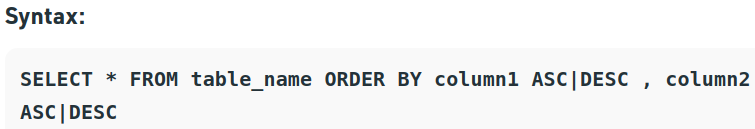 Syntax:
SELECT * FROM table_name ORDER BY column1 ASC|DESC , column2
ASC|DESC